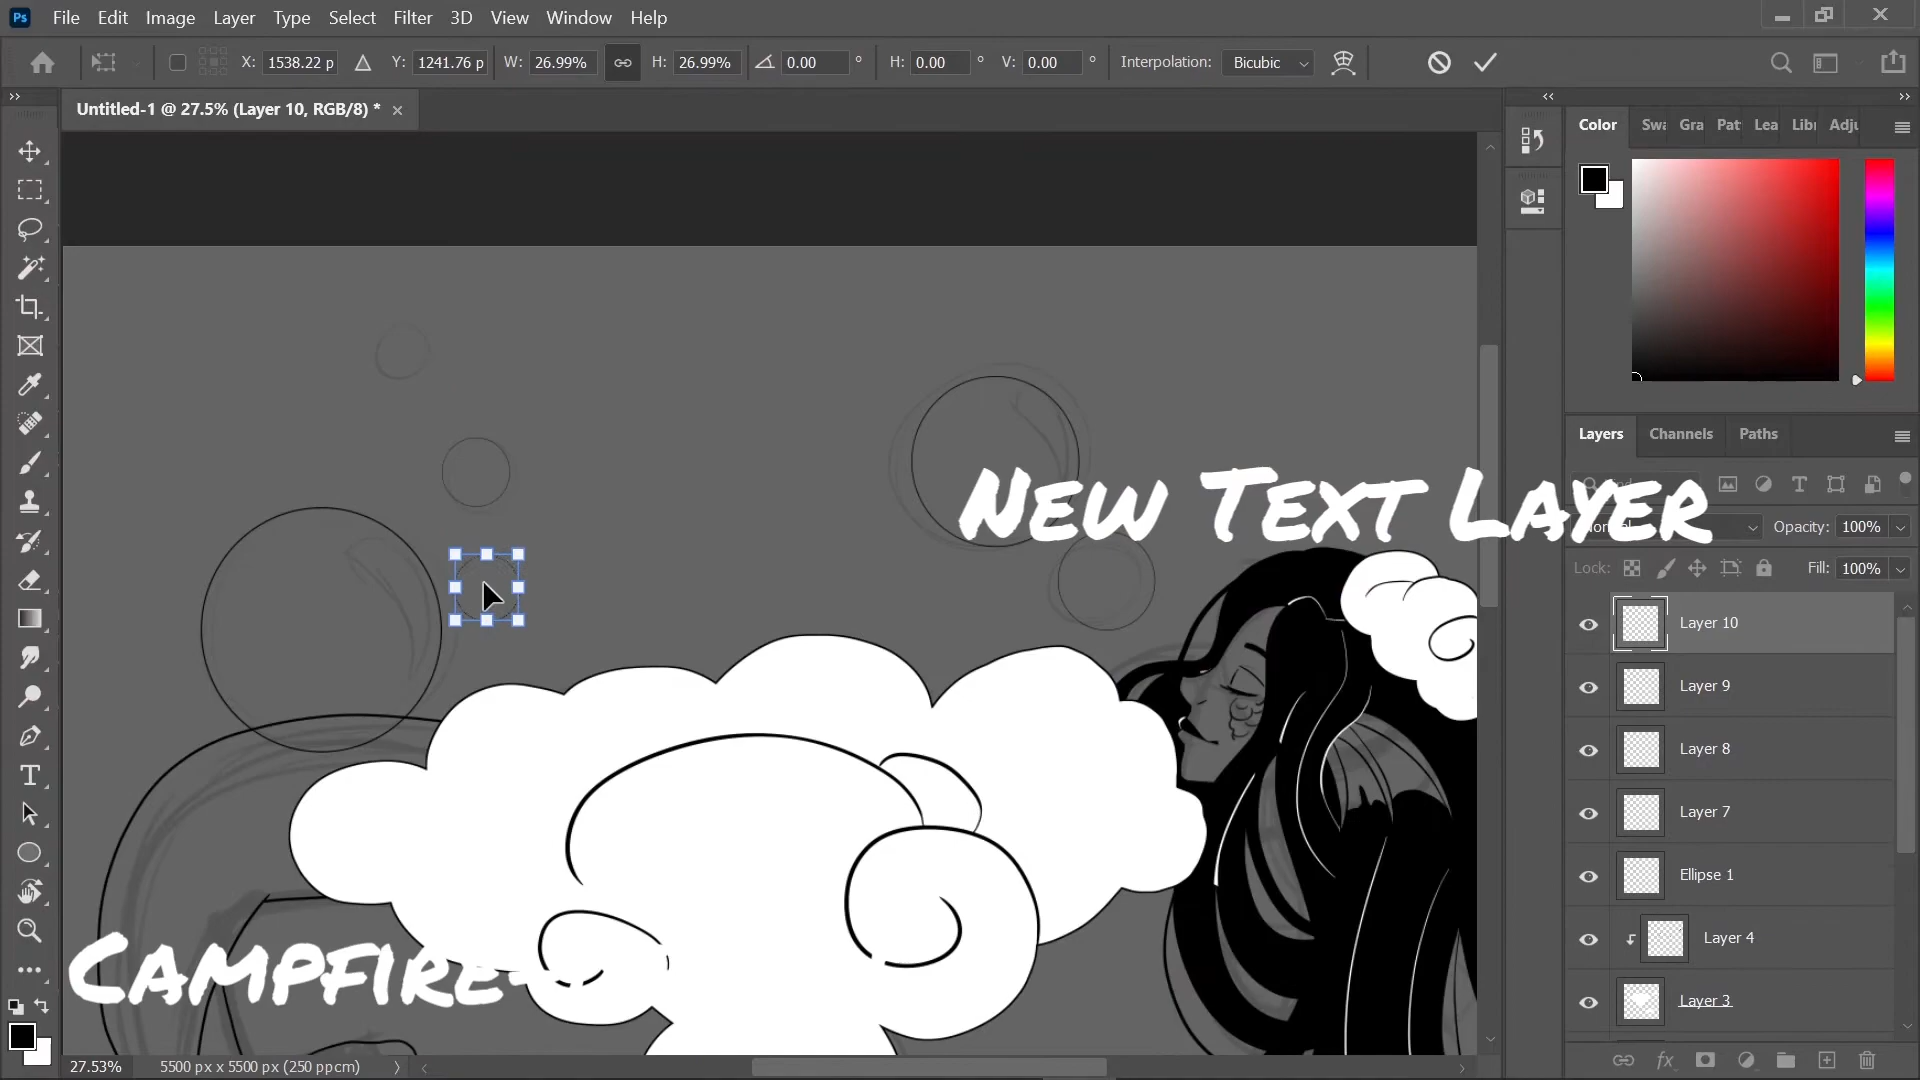 Ps File Edit Image Layer Type Select Filter 3D View Window Help
X: 1538.22 p Y: 1241.76 p W: 26.99% H: 26.99% 0.00 ° H: 0.00 ° V: 0.00 ° Interpolation: Bicubic
Untitled-1 @ 27.5% (Layer 10, RGB/8) * ×
Color Swa Gra Pat Lea Libr Adju
Layers Channels Paths
New Text Layer
Opacity: 100%
Lock: Fill: 100%
Layer 10
Layer 9
Layer 8
Layer 7
Ellipse 1
Layer 4
Layer 3
Campfire-
27.53% 5500 px x 5500 px (250 ppcm)